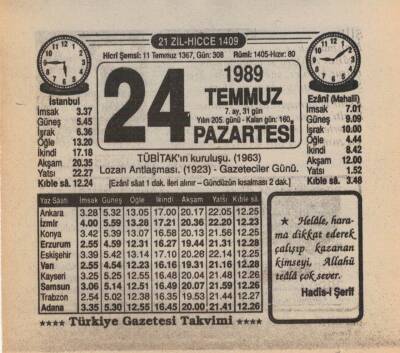 21 ZİL-HİCCE 1409
Hicrî Şemsî: 11 Temmuz 1367, Gün: 308 Rûmî: 1405-Hızır: 80
24
1989
TEMMUZ
7. ay, 31 gün
Yılın 205. günü - Kalan gün: 160
PAZARTESİ
TÜBİTAK'ın kuruluşu. (1963)
Lozan Antlaşması. (1923) - Gazeteciler Günü.
[Ezânî sâat 1 dak. ileri alınır – Gündüzün kısalması 2 dak.]
İstanbul
İmsak 3.37
Güneş 5.45
İşrak 6.36
Öğle 13.20
İkindi 17.18
Akşam 20.35
Yatsı 22.27
Kıble sâ. 12.24
Ezânî (Mahallî)
İmsak 7.01
Güneş 9.09
İşrak 10.00
Öğle 4.44
İkindi 8.42
Akşam 12.00
Yatsı 1.52
Kıble sâ. 3.48
Yaz Saati İmsak Güneş Öğle İkindi Akşam Yatsı Kıble sâ.
Ankara 3.28 5.32 13.05 17.00 20.17 22.05 12.21
İzmir 4.00 5.59 13.28 17.21 20.36 22.20 12.23
Konya 3.42 5.39 13.07 16.58 20.13 21.56 12.25
Erzurum 2.55 4.59 12.31 16.27 19.44 21.31 12.28
Eskişehir 3.39 5.42 13.14 17.10 20.28 22.14 12.25
Van 2.55 4.54 12.23 16.16 19.31 21.16 12.28
Kayseri 3.25 5.25 12.55 16.48 20.04 21.48 12.26
Samsun 3.06 5.14 12.51 16.49 20.07 21.59 12.26
Trabzon 2.54 5.02 12.38 16.35 19.53 21.44 12.27
Adana 3.35 5.30 12.55 16.45 20.00 21.41 12.26
★ Helâle, hara-
ma dikkat ederek
çalışıp kazanan
kimseyi, Allahü
teâlâ çok sever.
Hadîs-i Şerîf
★★★★ Türkiye Gazetesi Takvimi ★★★★